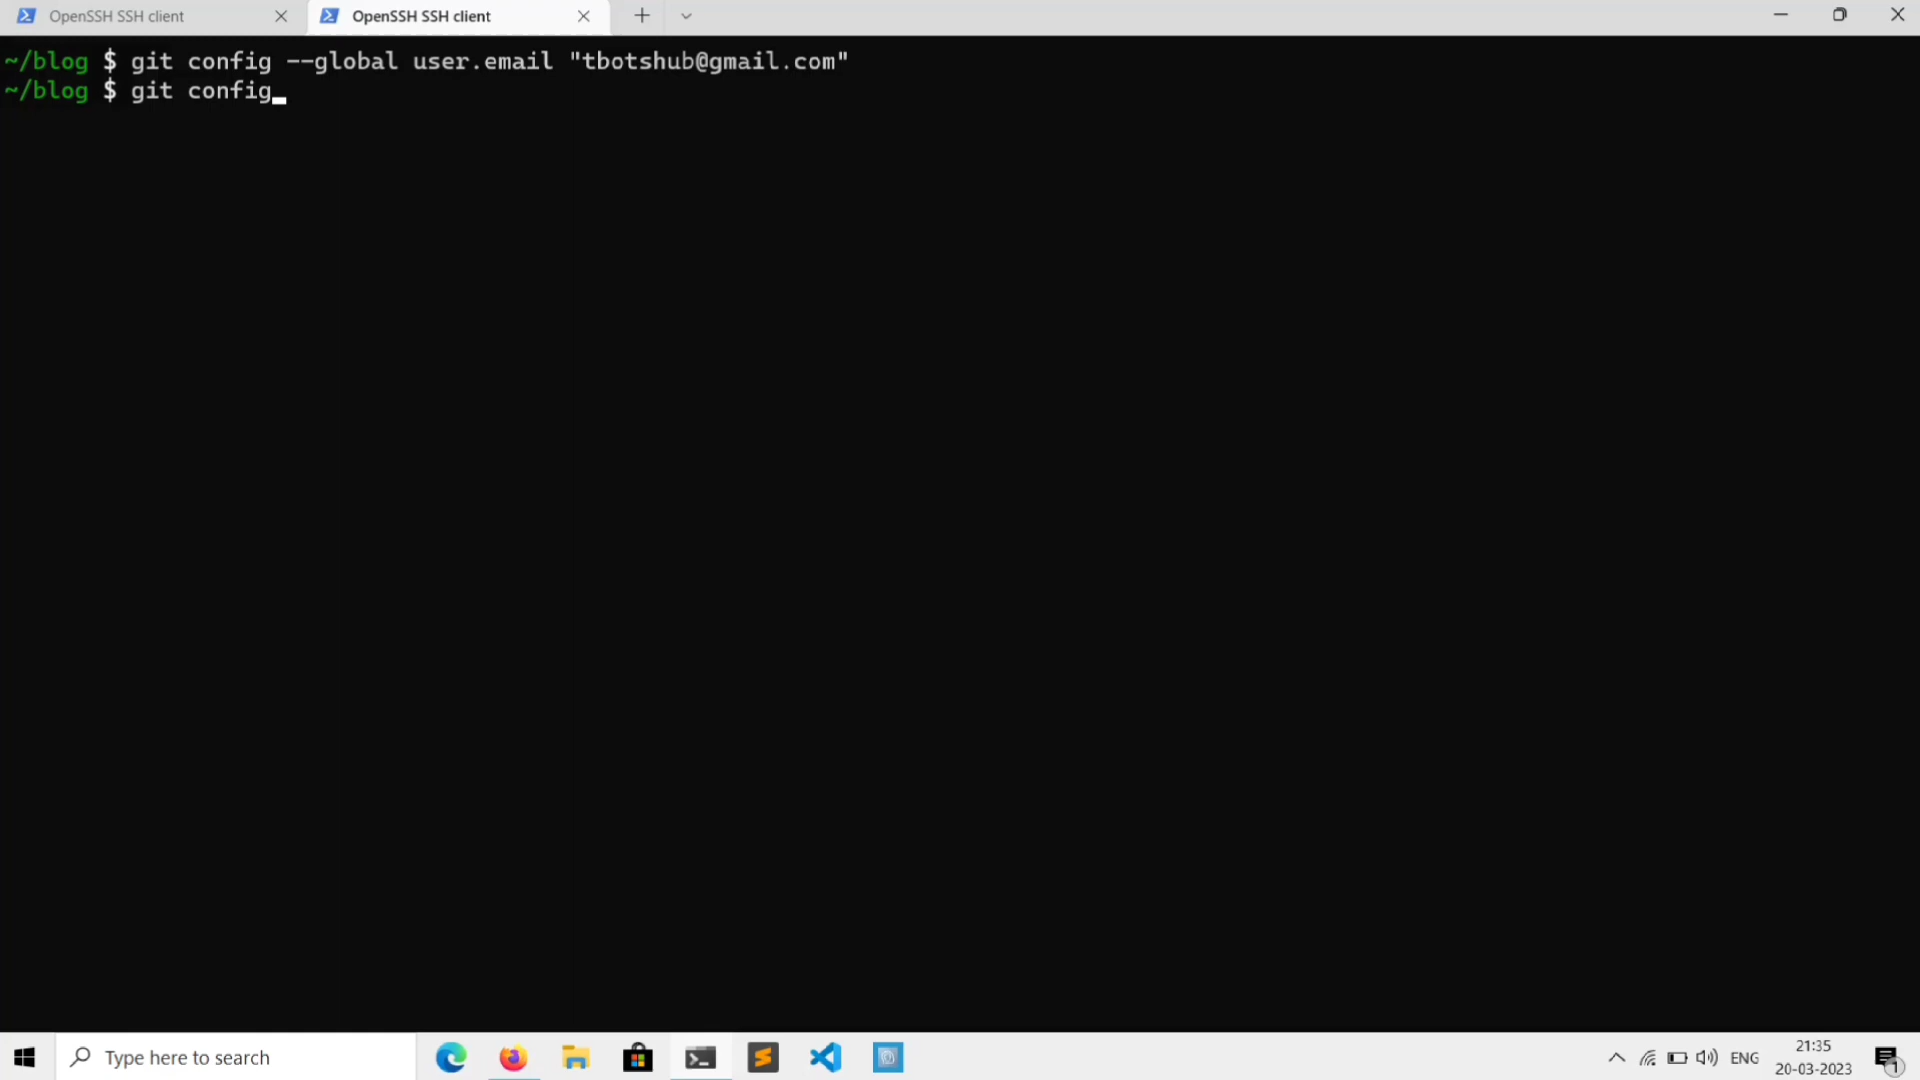 OpenSSH SSH client
OpenSSH SSH client
~/blog $ git config --global user.email "tbotshub@gmail.com"
~/blog $ git config
Type here to search
ENG
21:35
20-03-2023
1